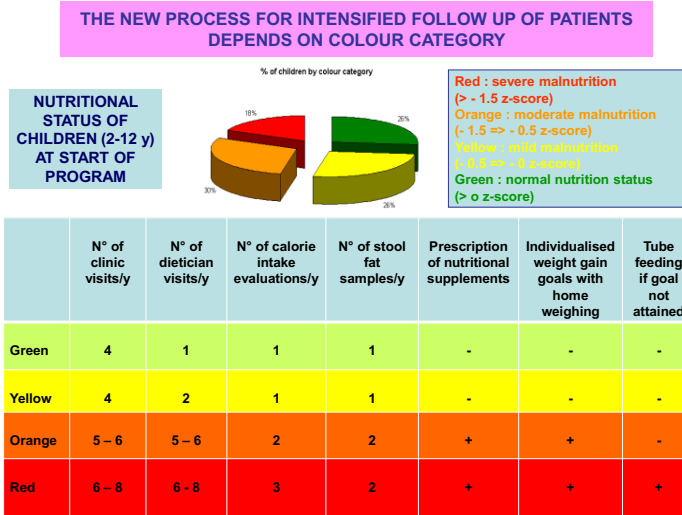 THE NEW PROCESS FOR INTENSIFIED FOLLOW UP OF PATIENTS
DEPENDS ON COLOUR CATEGORY
NUTRITIONAL
STATUS OF
CHILDREN (2-12 y)
AT START OF
PROGRAM
% of children by colour category
18%
26%
30%
26%
Red : severe malnutrition
(> - 1.5 z-score)
Orange : moderate malnutrition
(- 1.5 => - 0.5 z-score)
Yellow : mild malnutrition
(- 0.5 => - 0 z-score)
Green : normal nutrition status
(> o z-score)
N° of
clinic
visits/y
N° of
dietician
visits/y
N° of calorie
intake
evaluations/y
N° of stool
fat
samples/y
Prescription
of nutritional
supplements
Individualised
weight gain
goals with
home
weighing
Tube
feeding
if goal
not
attained
Green 4 1 1 1 - - -
Yellow 4 2 1 1 - - -
Orange 5 – 6 5 – 6 2 2 + + -
Red 6 – 8 6 - 8 3 2 + + +